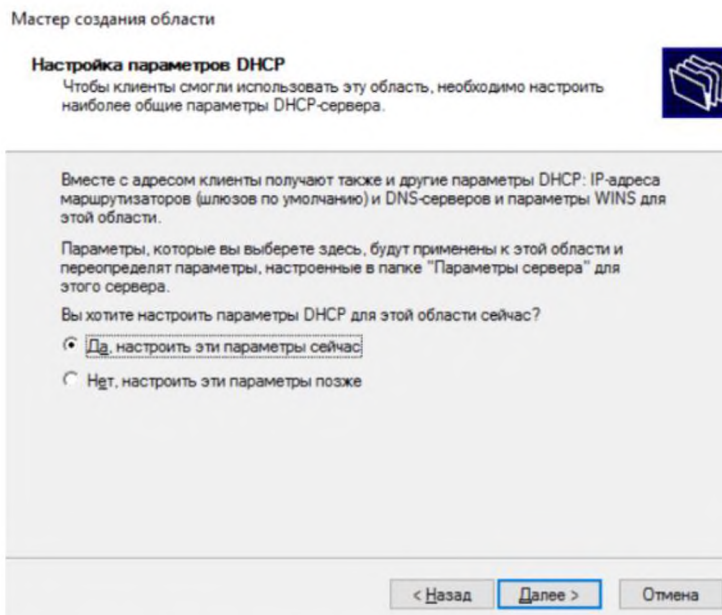 Мастер создания области
Настройка параметров DHCP
Чтобы клиенты смогли использовать эту область, необходимо настроить
наиболее общие параметры DHCP-сервера.
Вместе с адресом клиенты получают также и другие параметры DHCP: IP-адреса
маршрутизаторов (шлюзов по умолчанию) и DNS-серверов и параметры WINS для
этой области.
Параметры, которые вы выберете здесь, будут применены к этой области и
переопределят параметры, настроенные в папке "Параметры сервера" для
этого сервера.
Вы хотите настроить параметры DHCP для этой области сейчас?
Да, настроить эти параметры сейчас
Нет, настроить эти параметры позже
< Назад Далее > Отмена